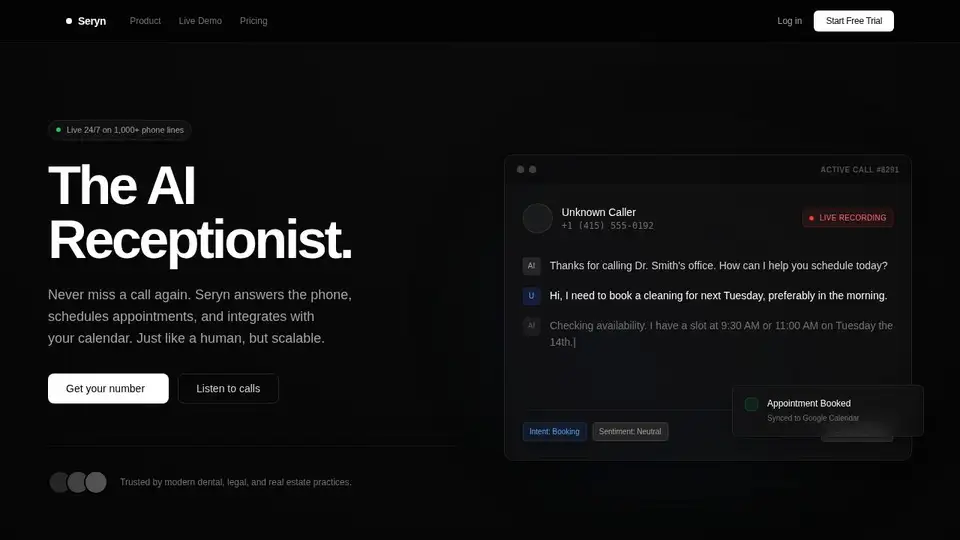 Seryn
Product
Live Demo
Pricing
Log in
Start Free Trial
Live 24/7 on 1,000+ phone lines
The AI
Receptionist.
Never miss a call again. Seryn answers the phone,
schedules appointments, and integrates with
your calendar. Just like a human, but scalable.
Get your number
Listen to calls
Trusted by modern dental, legal, and real estate practices.
ACTIVE CALL #8291
Unknown Caller
+1 (415) 555-0192
LIVE RECORDING
AI
Thanks for calling Dr. Smith's office. How can I help you schedule today?
U
Hi, I need to book a cleaning for next Tuesday, preferably in the morning.
AI
Checking availability. I have a slot at 9:30 AM or 11:00 AM on Tuesday the
14th.
Appointment Booked
Synced to Google Calendar
Intent: Booking
Sentiment: Neutral